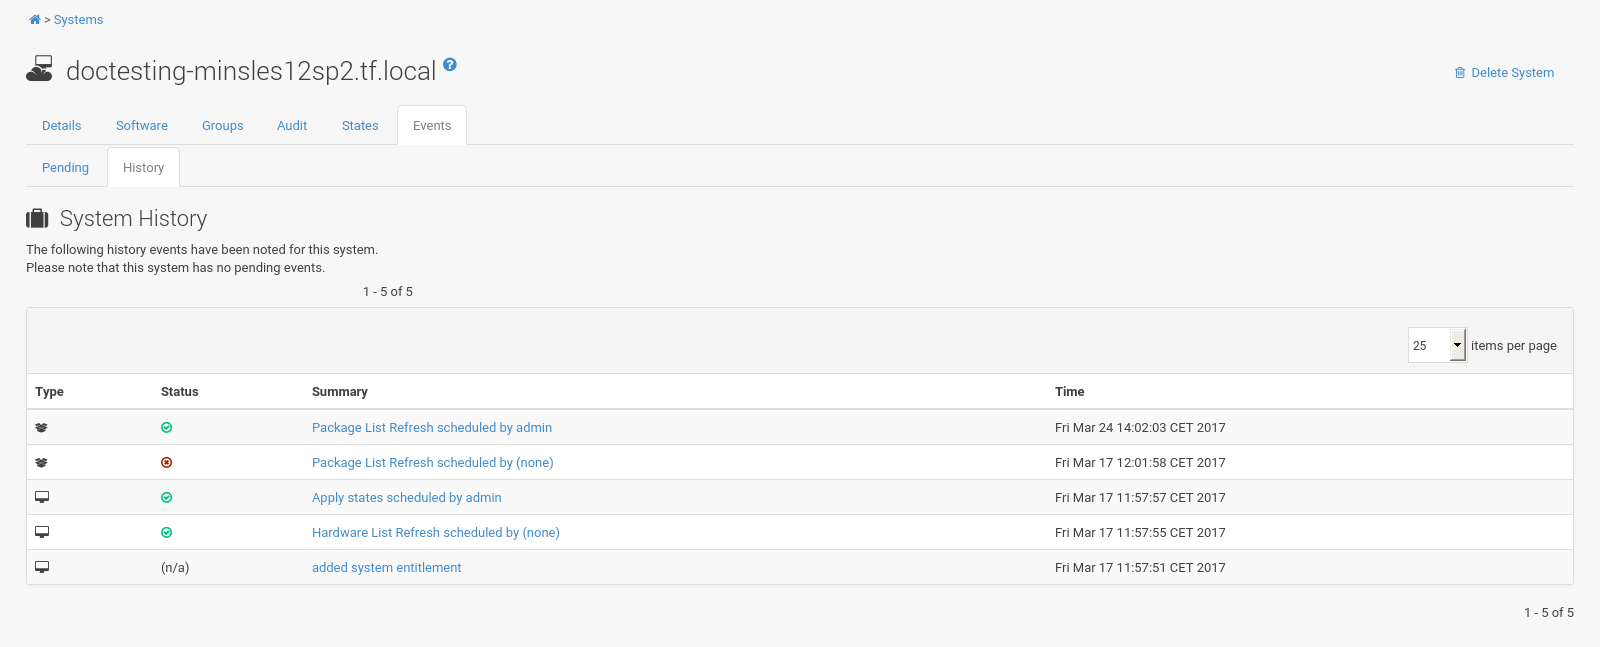 > Systems
doctesting-minsles12sp2.tf.local ?
Delete System
Details Software Groups Audit States Events
Pending History
System History
The following history events have been noted for this system.
Please note that this system has no pending events.
1 - 5 of 5
25 items per page
Type Status Summary Time
Package List Refresh scheduled by admin Fri Mar 24 14:02:03 CET 2017
Package List Refresh scheduled by (none) Fri Mar 17 12:01:58 CET 2017
Apply states scheduled by admin Fri Mar 17 11:57:57 CET 2017
Hardware List Refresh scheduled by (none) Fri Mar 17 11:57:55 CET 2017
(n/a) added system entitlement Fri Mar 17 11:57:51 CET 2017
1 - 5 of 5